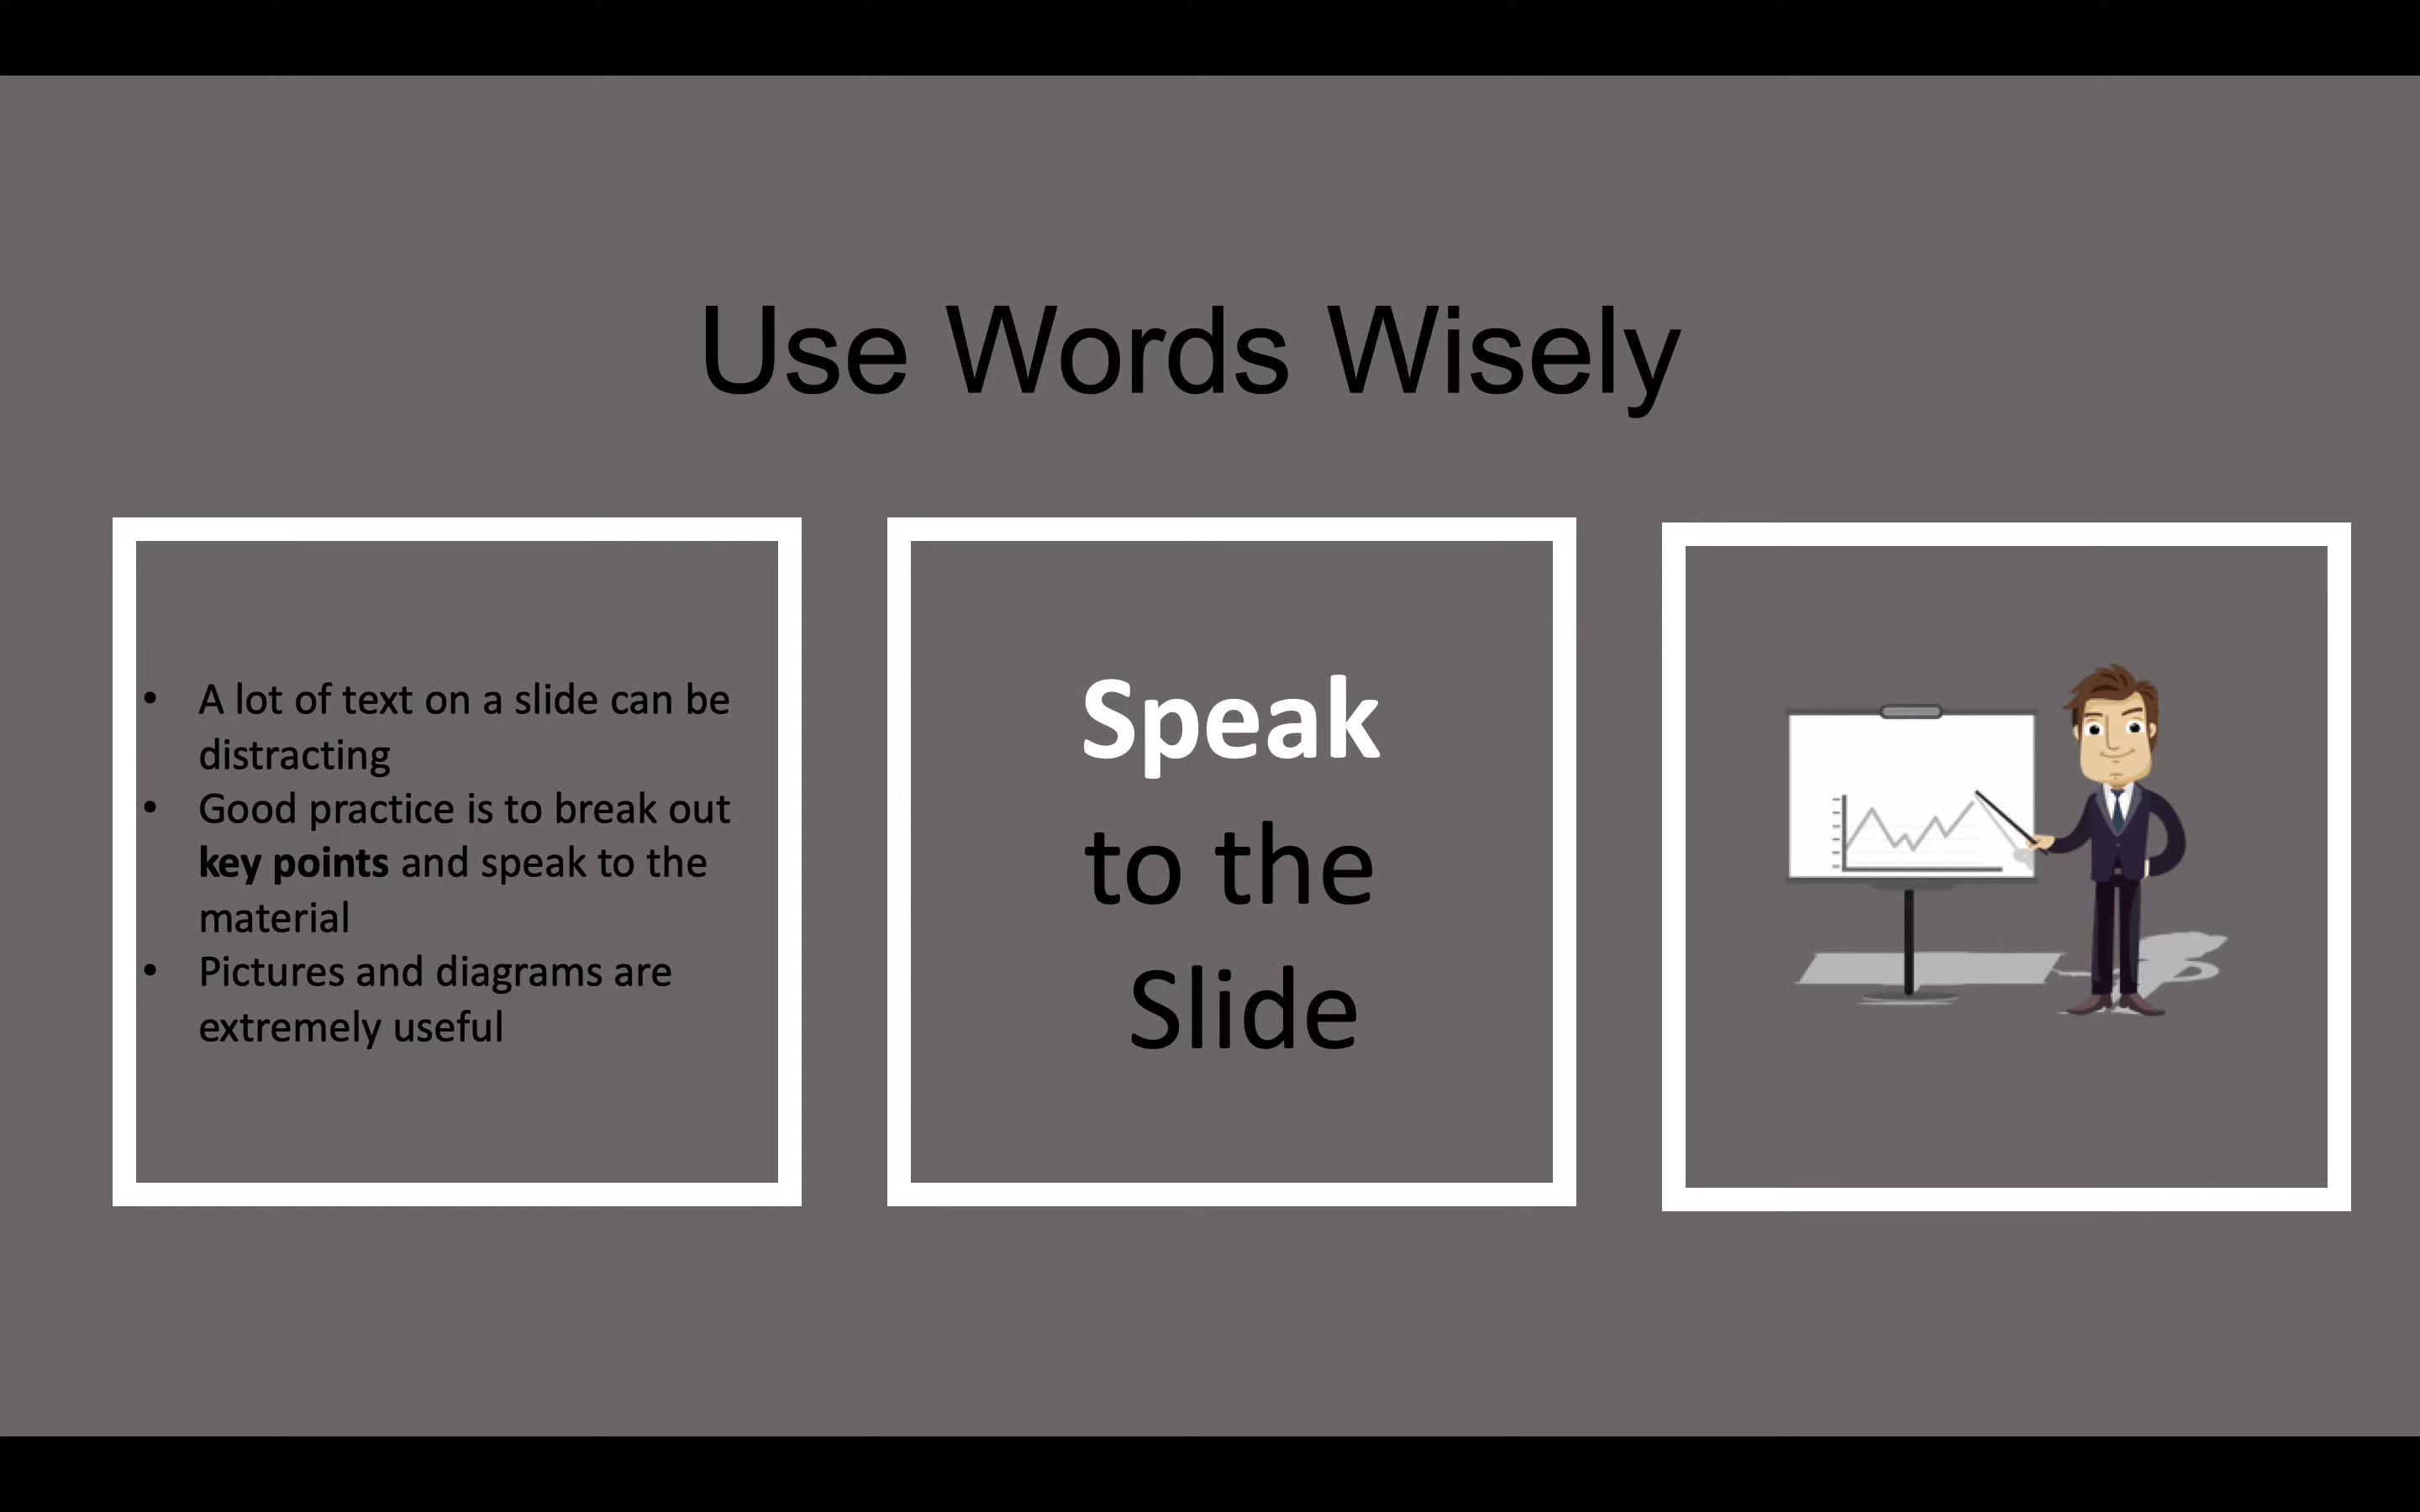 Use Words Wisely
• A lot of text on a slide can be
distracting
• Good practice is to break out
key points and speak to the
material
• Pictures and diagrams are
extremely useful
Speak
to the
Slide